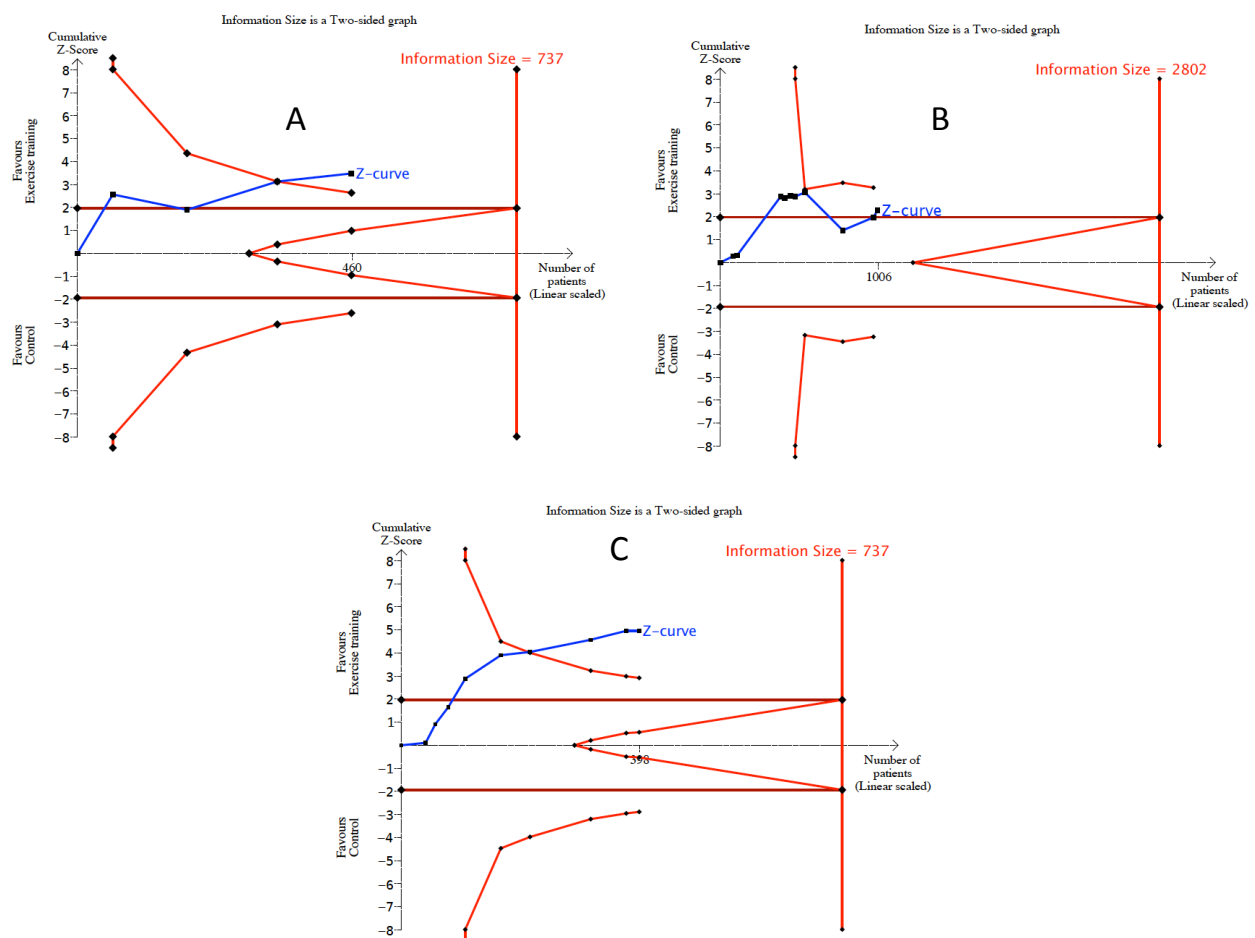 Information Size is a Two-sided graph
Cumulative
Z-Score
Information Size = 737
A
8
7
6
5
4
3
2
1
−1
−2
−3
−4
−5
−6
−7
−8
Favours
Exercise training
Favours
Control
Z-curve
460
Number of
patients
(Linear scaled)
Information Size is a Two-sided graph
Cumulative
Z-Score
Information Size = 2802
B
8
7
6
5
4
3
2
1
−1
−2
−3
−4
−5
−6
−7
−8
Favours
Exercise training
Favours
Control
Z-curve
1006
Number of
patients
(Linear scaled)
Information Size is a Two-sided graph
Cumulative
Z-Score
Information Size = 737
C
8
7
6
5
4
3
2
1
−1
−2
−3
−4
−5
−6
−7
−8
Favours
Exercise training
Favours
Control
Z-curve
398
Number of
patients
(Linear scaled)